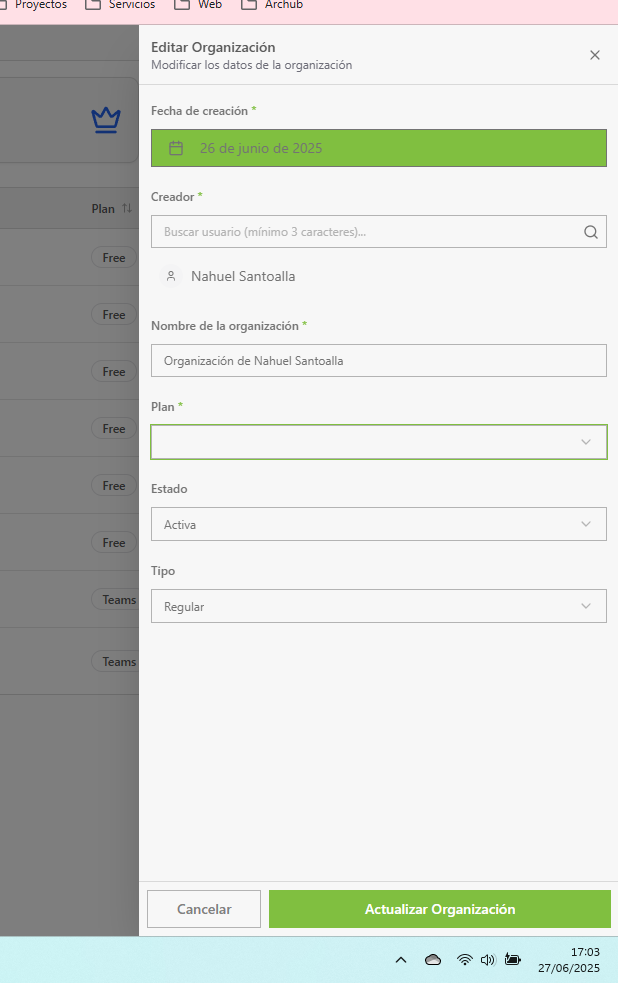 Proyectos
Servicios
Web
Archub
Editar Organización
Modificar los datos de la organización
Fecha de creación *
26 de junio de 2025
Plan
Creador *
Buscar usuario (mínimo 3 caracteres)...
Free
Nahuel Santoalla
Free
Nombre de la organización *
Organización de Nahuel Santoalla
Free
Plan *
Free
Free
Estado
Activa
Free
Tipo
Teams
Regular
Teams
Cancelar
Actualizar Organización
17:03
27/06/2025